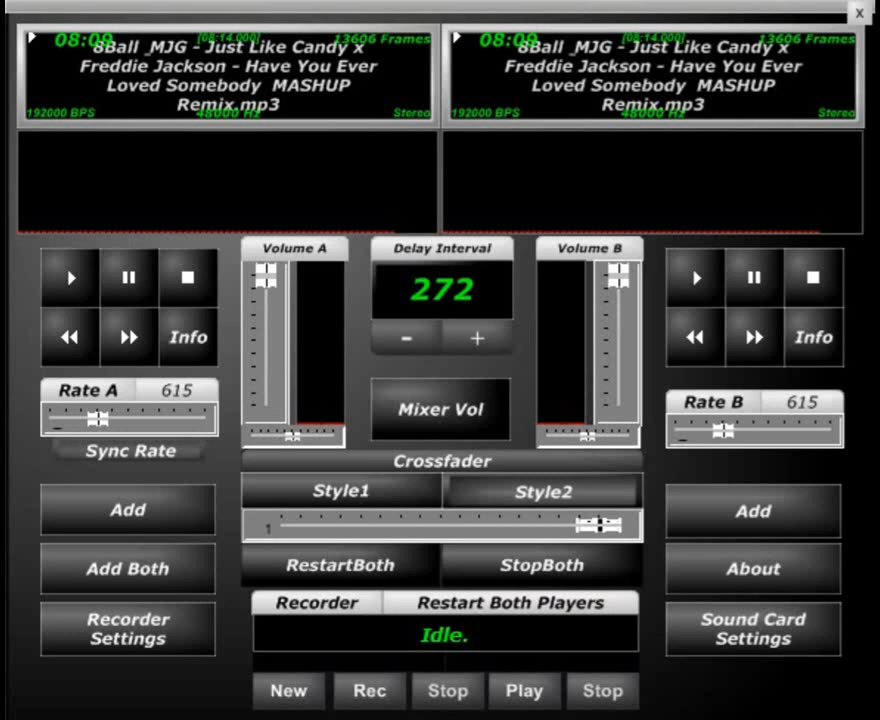 x
08:09 [08:14.000] 13606 Frames
8Ball_MJG - Just Like Candy x
Freddie Jackson - Have You Ever
Loved Somebody MASHUP
Remix.mp3
192000 BPS 48000 Hz Stereo
08:09 [08:14.000] 13606 Frames
8Ball_MJG - Just Like Candy x
Freddie Jackson - Have You Ever
Loved Somebody MASHUP
Remix.mp3
192000 BPS 48000 Hz Stereo
Volume A
Delay Interval
Volume B
272
- +
Info
Info
Rate A 615
Mixer Vol
Rate B 615
Sync Rate
Crossfader
Style1 Style2
1
Add
Add
RestartBoth StopBoth
Add Both
About
Recorder Restart Both Players
Recorder
Settings
Idle.
Sound Card
Settings
New Rec Stop Play Stop